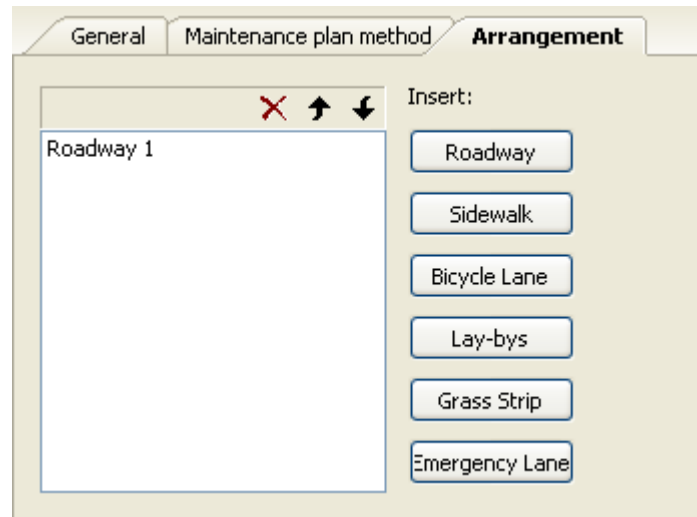 General
Maintenance plan method
Arrangement
Insert:
Roadway 1
Roadway
Sidewalk
Bicycle Lane
Lay-bys
Grass Strip
Emergency Lane